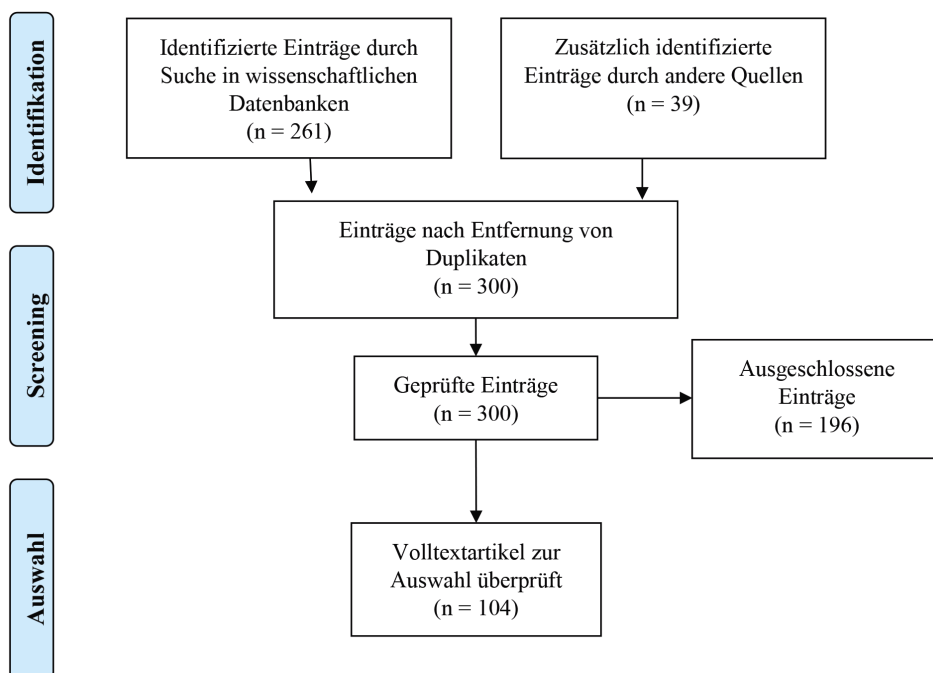 Identifikation
Identifizierte Einträge durch
Suche in wissenschaftlichen
Datenbanken
(n = 261)
Zusätzlich identifizierte
Einträge durch andere Quellen
(n = 39)
Einträge nach Entfernung von
Duplikaten
(n = 300)
Screening
Geprüfte Einträge
(n = 300)
Ausgeschlossene
Einträge
(n = 196)
Auswahl
Volltextartikel zur
Auswahl überprüft
(n = 104)